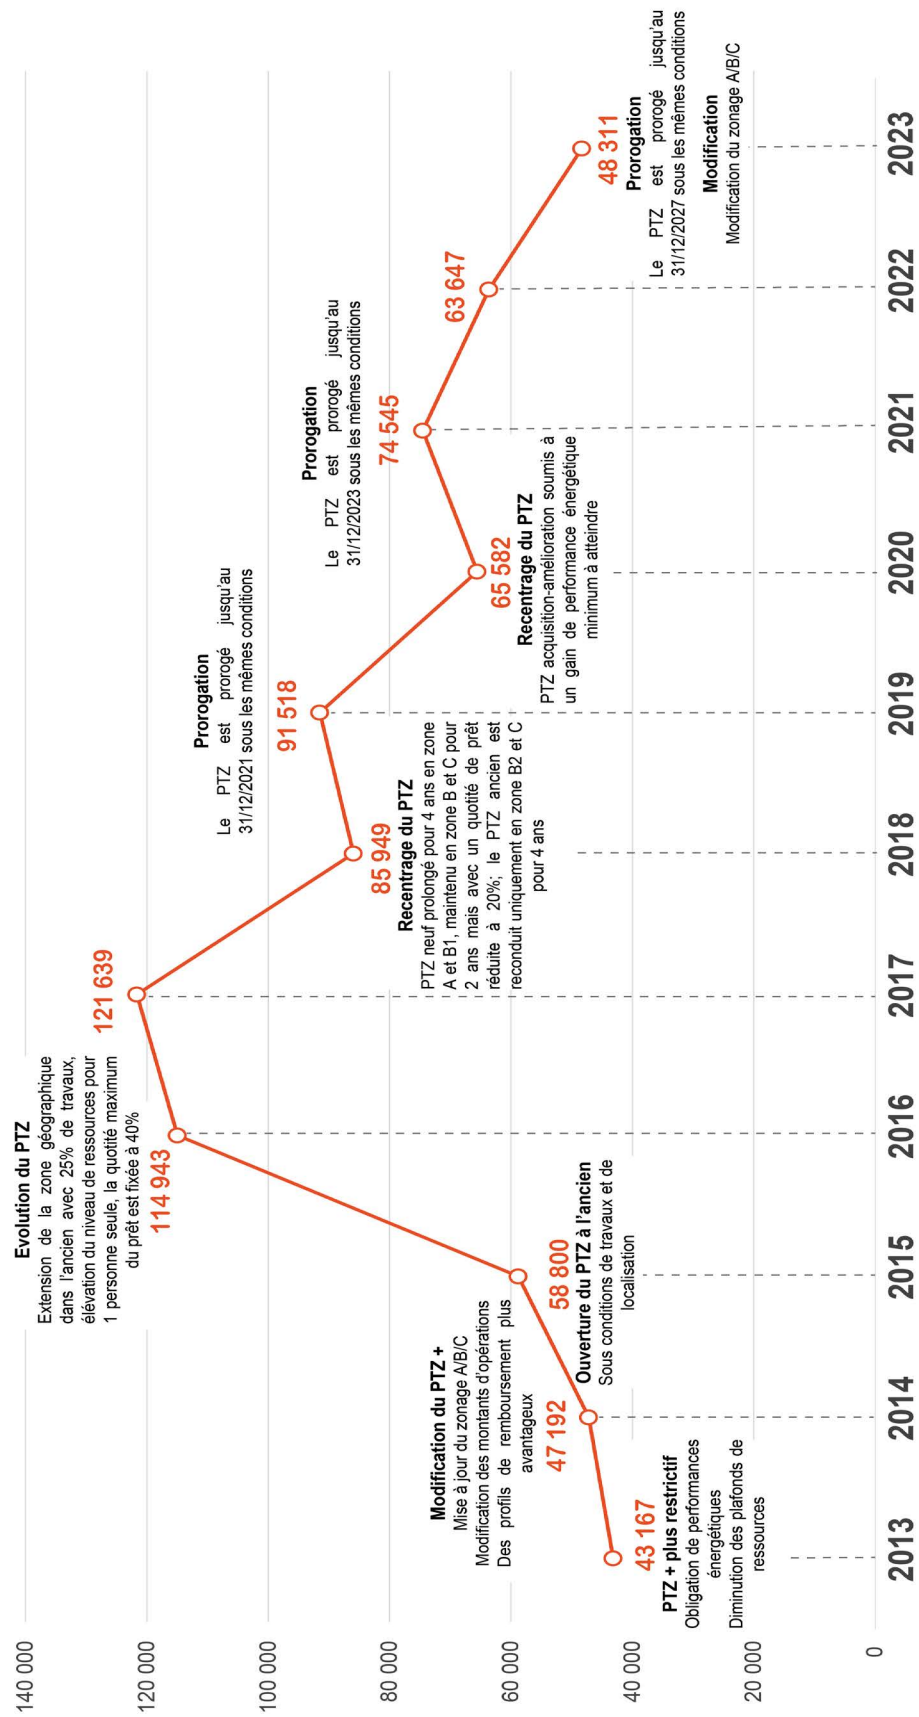 140 000
120 000
100 000
80 000
60 000
40 000
20 000
0
PTZ + plus restrictif
Obligation de performances
énergétiques
Diminution des plafonds de
ressources
43 167
Modification du PTZ +
Mise à jour du zonage A/B/C
Modification des montants d'opérations
Des profils de remboursement plus
avantageux
47 192
Ouverture du PTZ à l'ancien
Sous conditions de travaux et de
localisation
58 800
Evolution du PTZ
Extension de la zone géographique
dans l'ancien avec 25% de travaux,
élévation du niveau de ressources pour
1 personne seule, la quotité maximum
du prêt est fixée à 40%
114 943
121 639
85 949
Recentrage du PTZ
PTZ neuf prolongé pour 4 ans en zone
A et B1, maintenu en zone B et C pour
2 ans mais avec un quotité de prêt
réduite à 20%; le PTZ ancien est
reconduit uniquement en zone B2 et C
pour 4 ans
Prorogation
Le PTZ est prorogé jusqu'au
31/12/2021 sous les mêmes conditions
91 518
65 582
Recentrage du PTZ
PTZ acquisition-amélioration soumis à
un gain de performance énergétique
minimum à atteindre
Prorogation
Le PTZ est prorogé jusqu'au
31/12/2023 sous les mêmes conditions
74 545
63 647
48 311
Prorogation
Le PTZ est prorogé jusqu'au
31/12/2027 sous les mêmes conditions
Modification
Modification du zonage A/B/C
2013
2014
2015
2016
2017
2018
2019
2020
2021
2022
2023